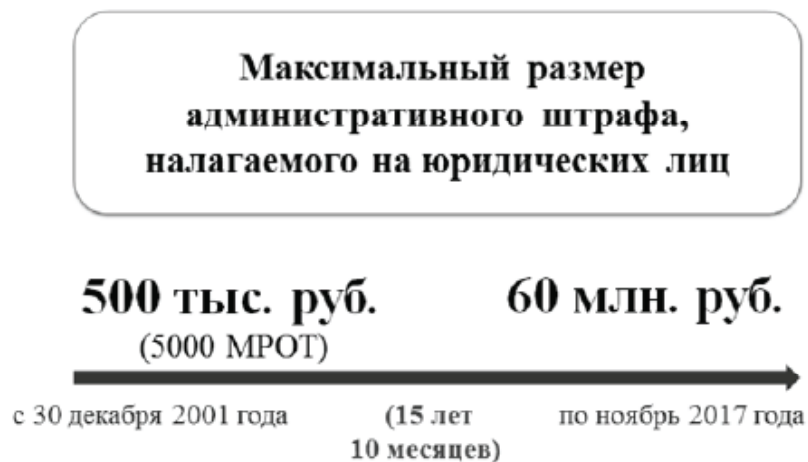 Максимальный размер
административного штрафа,
налагаемого на юридических лиц
500 тыс. руб.
(5000 МРОТ)
60 млн. руб.
с 30 декабря 2001 года
(15 лет
10 месяцев)
по ноябрь 2017 года